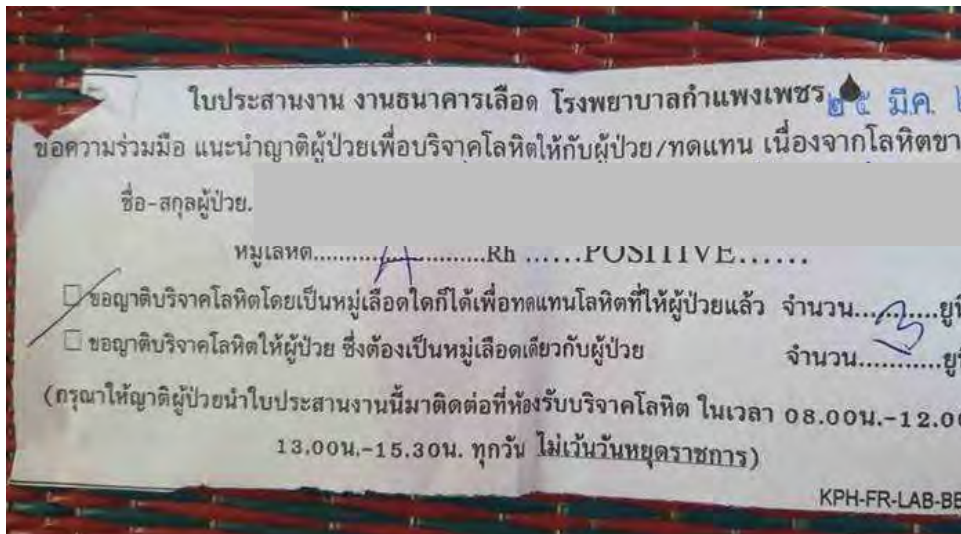 ใบประสานงาน งานธนาคารเลือด โรงพยาบาลกำแพงเพชร ๒๕ มี.ค.
ขอความร่วมมือ แนะนำญาติผู้ป่วยเพื่อบริจาคโลหิตให้กับผู้ป่วย/ทดแทน เนื่องจากโลหิตขา
ชื่อ-สกุลผู้ป่วย.
หมู่โลหิต............A............Rh ......POSITIVE......
ขอญาติบริจาคโลหิตโดยเป็นหมู่เลือดใดก็ได้เพื่อทดแทนโลหิตที่ให้ผู้ป่วยแล้ว จำนวน....3....ยูนิ
ขอญาติบริจาคโลหิตให้ผู้ป่วย ซึ่งต้องเป็นหมู่เลือดเดียวกับผู้ป่วย จำนวน............ยูนิ
(กรุณาให้ญาติผู้ป่วยนำใบประสานงานนี้มาติดต่อที่ห้องรับบริจาคโลหิต ในเวลา 08.00น.-12.00
13.00น.-15.30น. ทุกวัน ไม่เว้นวันหยุดราชการ)
KPH-FR-LAB-BB